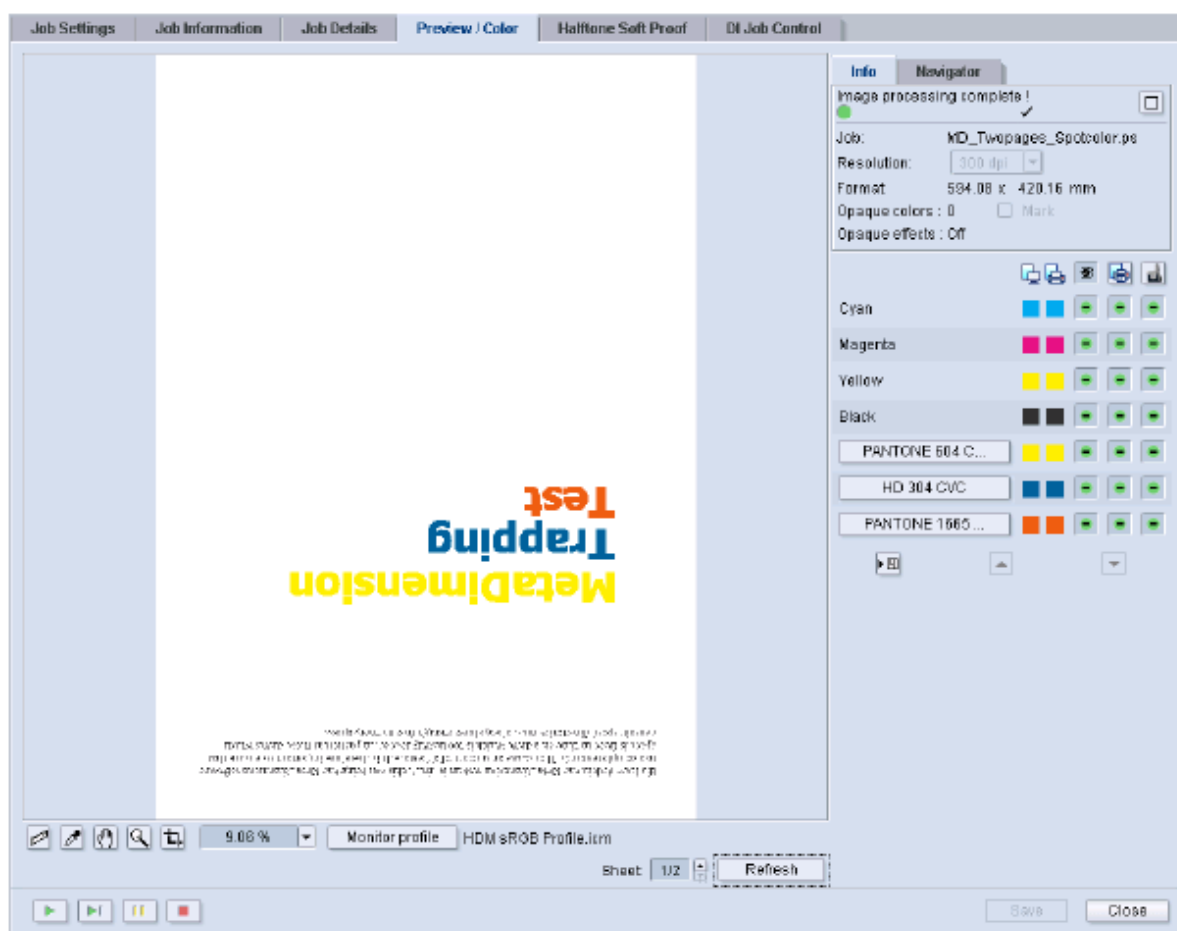 Job Settings
Job Information
Job Details
Preview / Color
Halftone Soft Proof
DI Job Control
Test
Trapping
MetaDimension
9.06 %
Monitor profile
HDM sRGB Profile.icm
Sheet 1/2
Refresh
Info
Navigator
Image processing complete !
Job: MD_Twopages_Spotcolor.ps
Resolution: 300 dpi
Format 594.08 x 420.16 mm
Opaque colors : 0 Mark
Opaque effects : Off
Cyan
Magenta
Yellow
Black
PANTONE 604 C...
HD 304 CVC
PANTONE 1665...
Save
Close